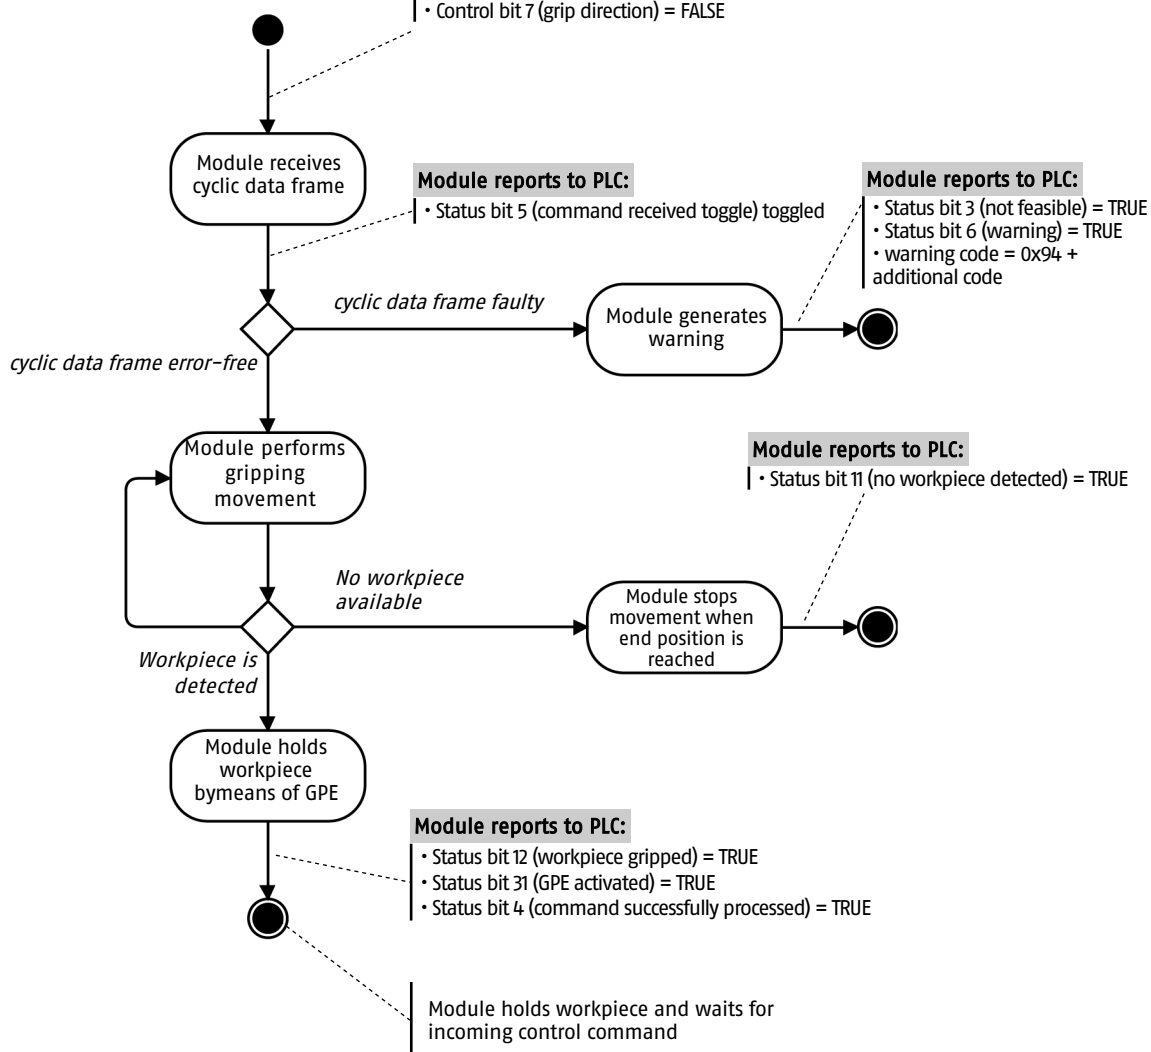 • Control bit 7 (grip direction) = FALSE
Module receives
cyclic data frame
Module reports to PLC:
• Status bit 5 (command received toggle) toggled
Module reports to PLC:
• Status bit 3 (not feasible) = TRUE
• Status bit 6 (warning) = TRUE
• warning code = 0x94 +
additional code
cyclic data frame faulty
Module generates
warning
cyclic data frame error-free
Module performs
gripping
movement
Module reports to PLC:
• Status bit 11 (no workpiece detected) = TRUE
No workpiece
available
Module stops
movement when
end position is
reached
Workpiece is
detected
Module holds
workpiece
bymeans of GPE
Module reports to PLC:
• Status bit 12 (workpiece gripped) = TRUE
• Status bit 31 (GPE activated) = TRUE
• Status bit 4 (command successfully processed) = TRUE
Module holds workpiece and waits for
incoming control command